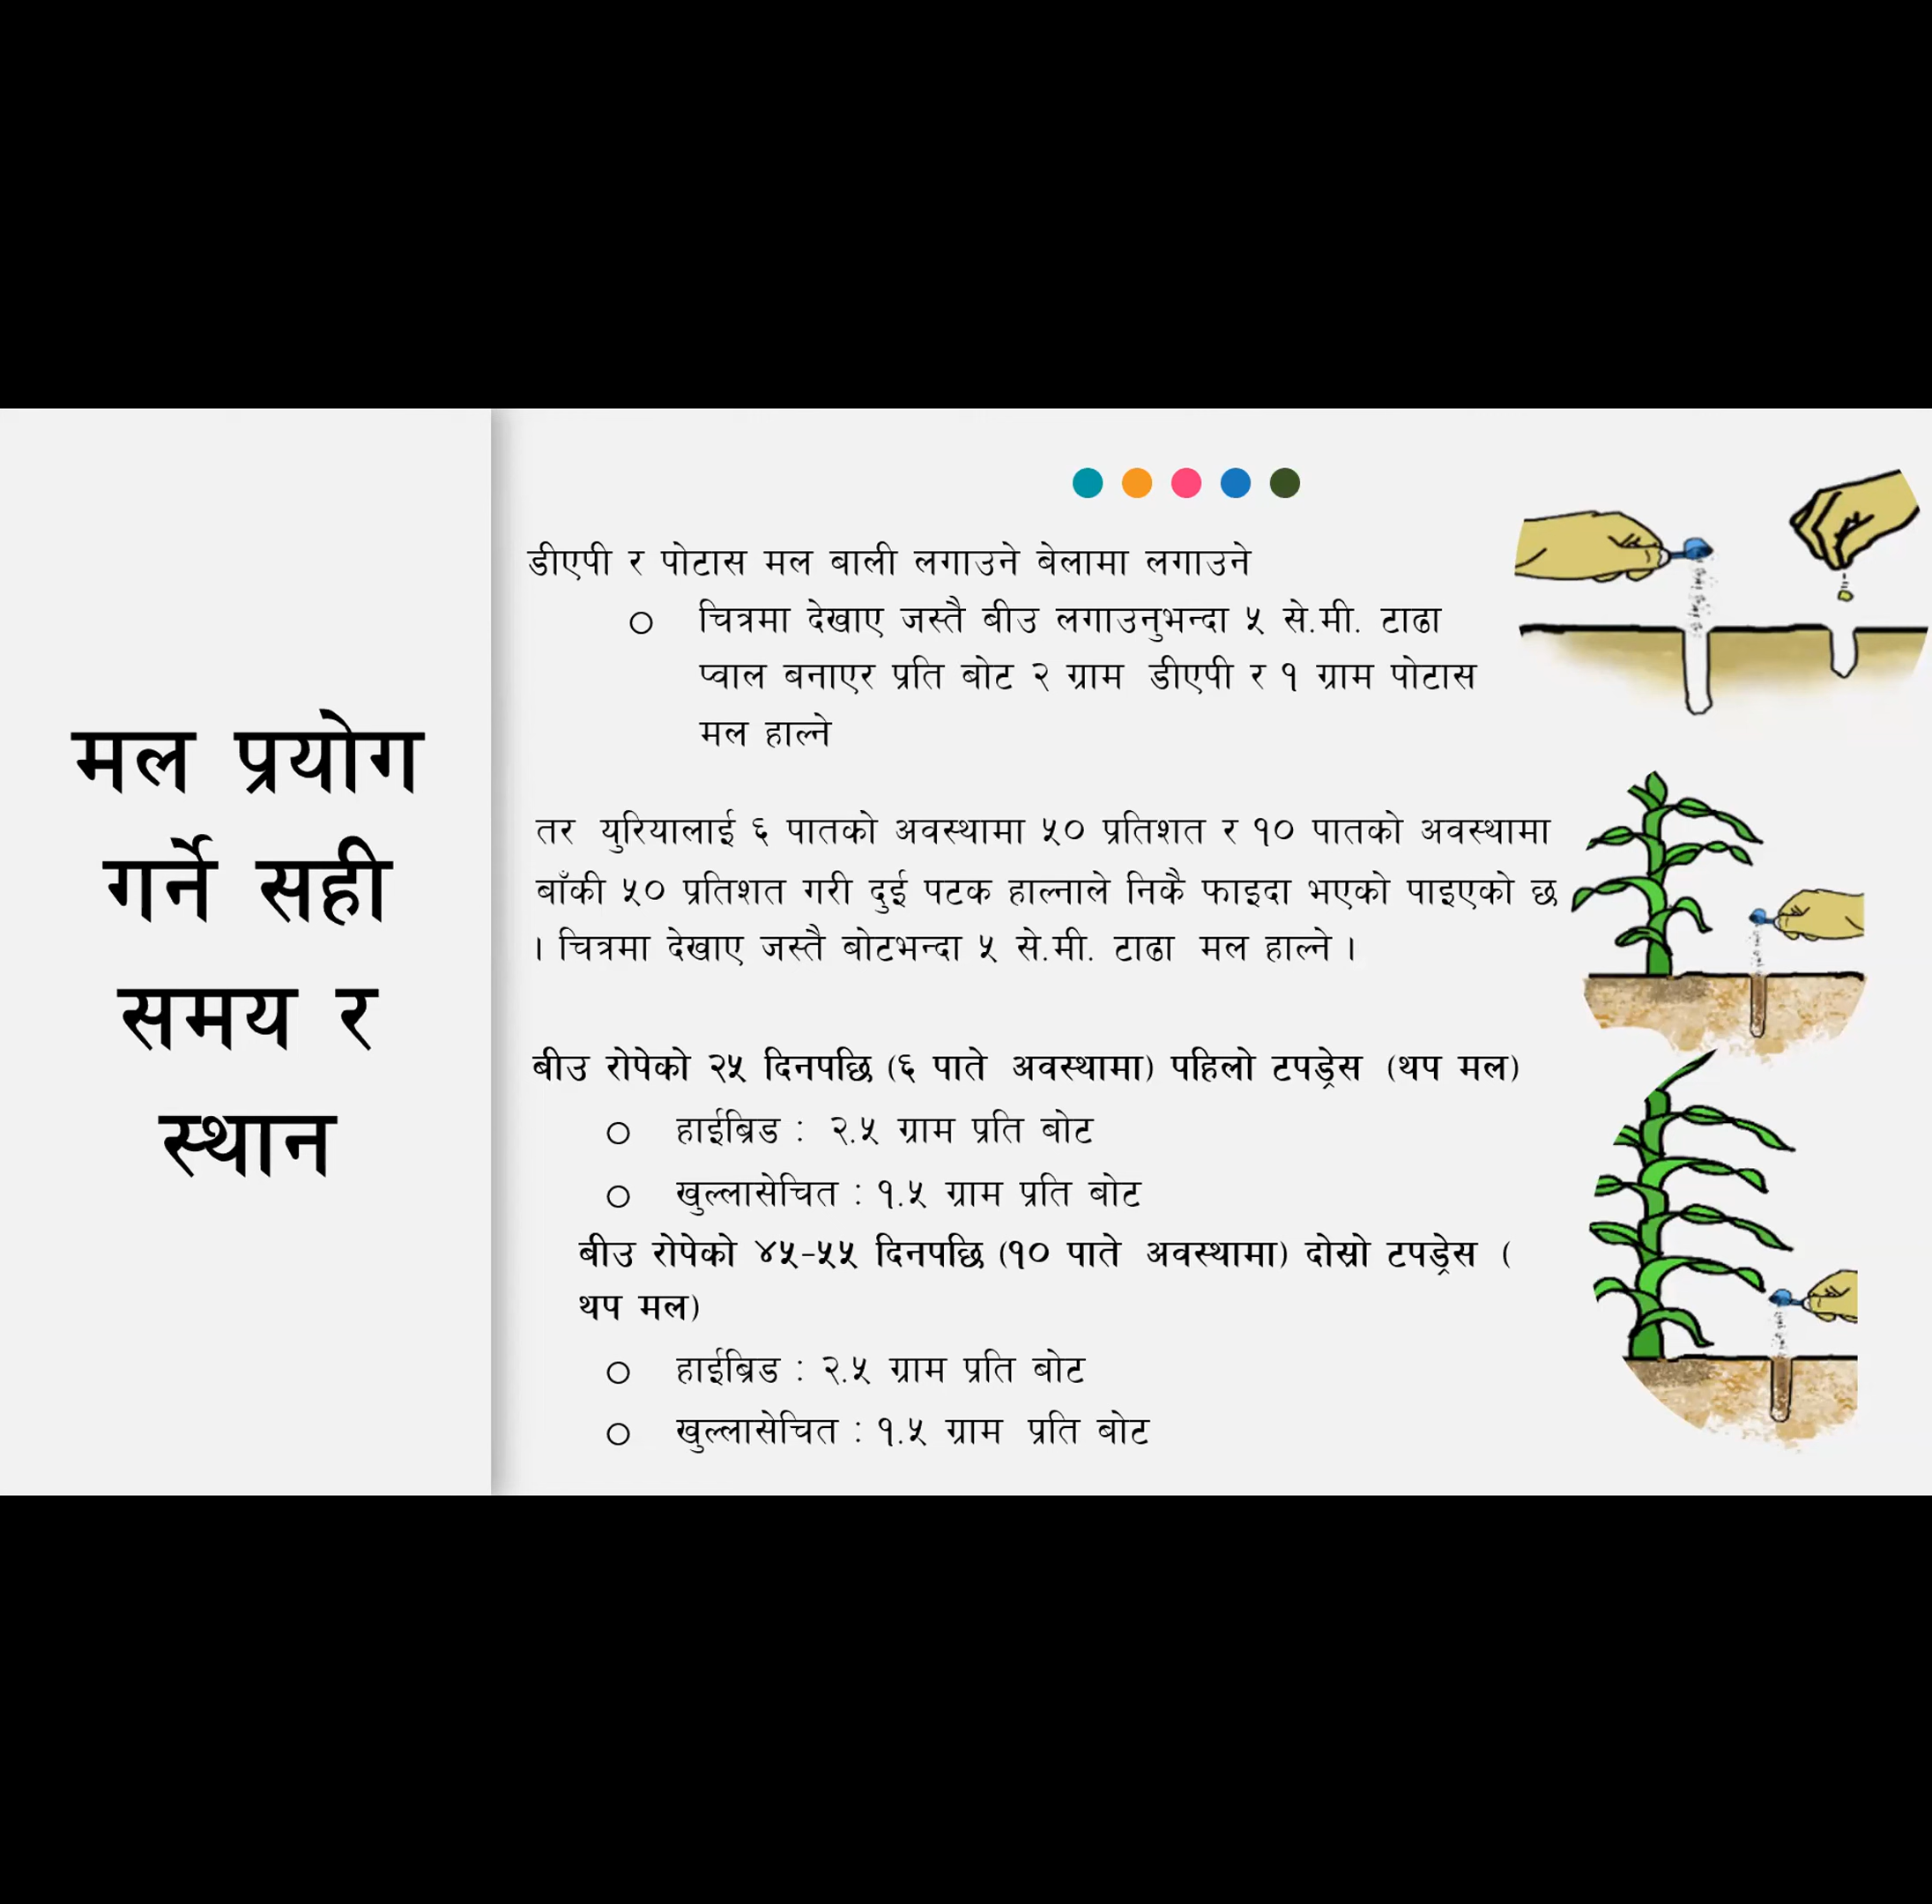 मल प्रयोग
गर्ने सही
समय र
स्थान
डीएपी र पोटास मल बाली लगाउने बेलामा लगाउने
○ चित्रमा देखाए जस्तै बीउ लगाउनुभन्दा ५ से.मी. टाढा
प्वाल बनाएर प्रति बोट २ ग्राम डीएपी र १ ग्राम पोटास
मल हाल्ने
तर युरियालाई ६ पातको अवस्थामा ५० प्रतिशत र १० पातको अवस्थामा
बाँकी ५० प्रतिशत गरी दुई पटक हाल्नाले निकै फाइदा भएको पाइएको छ
। चित्रमा देखाए जस्तै बोटभन्दा ५ से.मी. टाढा मल हाल्ने ।
बीउ रोपेको २५ दिनपछि (६ पाते अवस्थामा) पहिलो टपड्रेस (थप मल)
○ हाईब्रिड : २.५ ग्राम प्रति बोट
○ खुल्लासेचित : १.५ ग्राम प्रति बोट
बीउ रोपेको ४५-५५ दिनपछि (१० पाते अवस्थामा) दोस्रो टपड्रेस (
थप मल)
○ हाईब्रिड : २.५ ग्राम प्रति बोट
○ खुल्लासेचित : १.५ ग्राम प्रति बोट